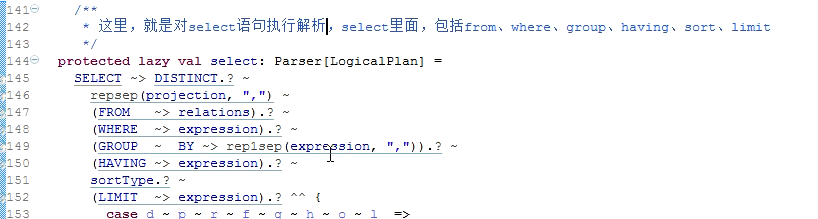 141 /**
142 * 这里，就是对select语句执行解析，select里面，包括from、where、group、having、sort、limit
143 */
144 protected lazy val select: Parser[LogicalPlan] =
145 SELECT ~> DISTINCT.? ~
146 repsep(projection, ",") ~
147 (FROM ~> relations).? ~
148 (WHERE ~> expression).? ~
149 (GROUP ~ BY ~> rep1sep(expression, ",")).? ~
150 (HAVING ~> expression).? ~
151 sortType.? ~
152 (LIMIT ~> expression).? ^^ {
153 case d ~ p ~ r ~ f ~ g ~ h ~ o ~ l =>